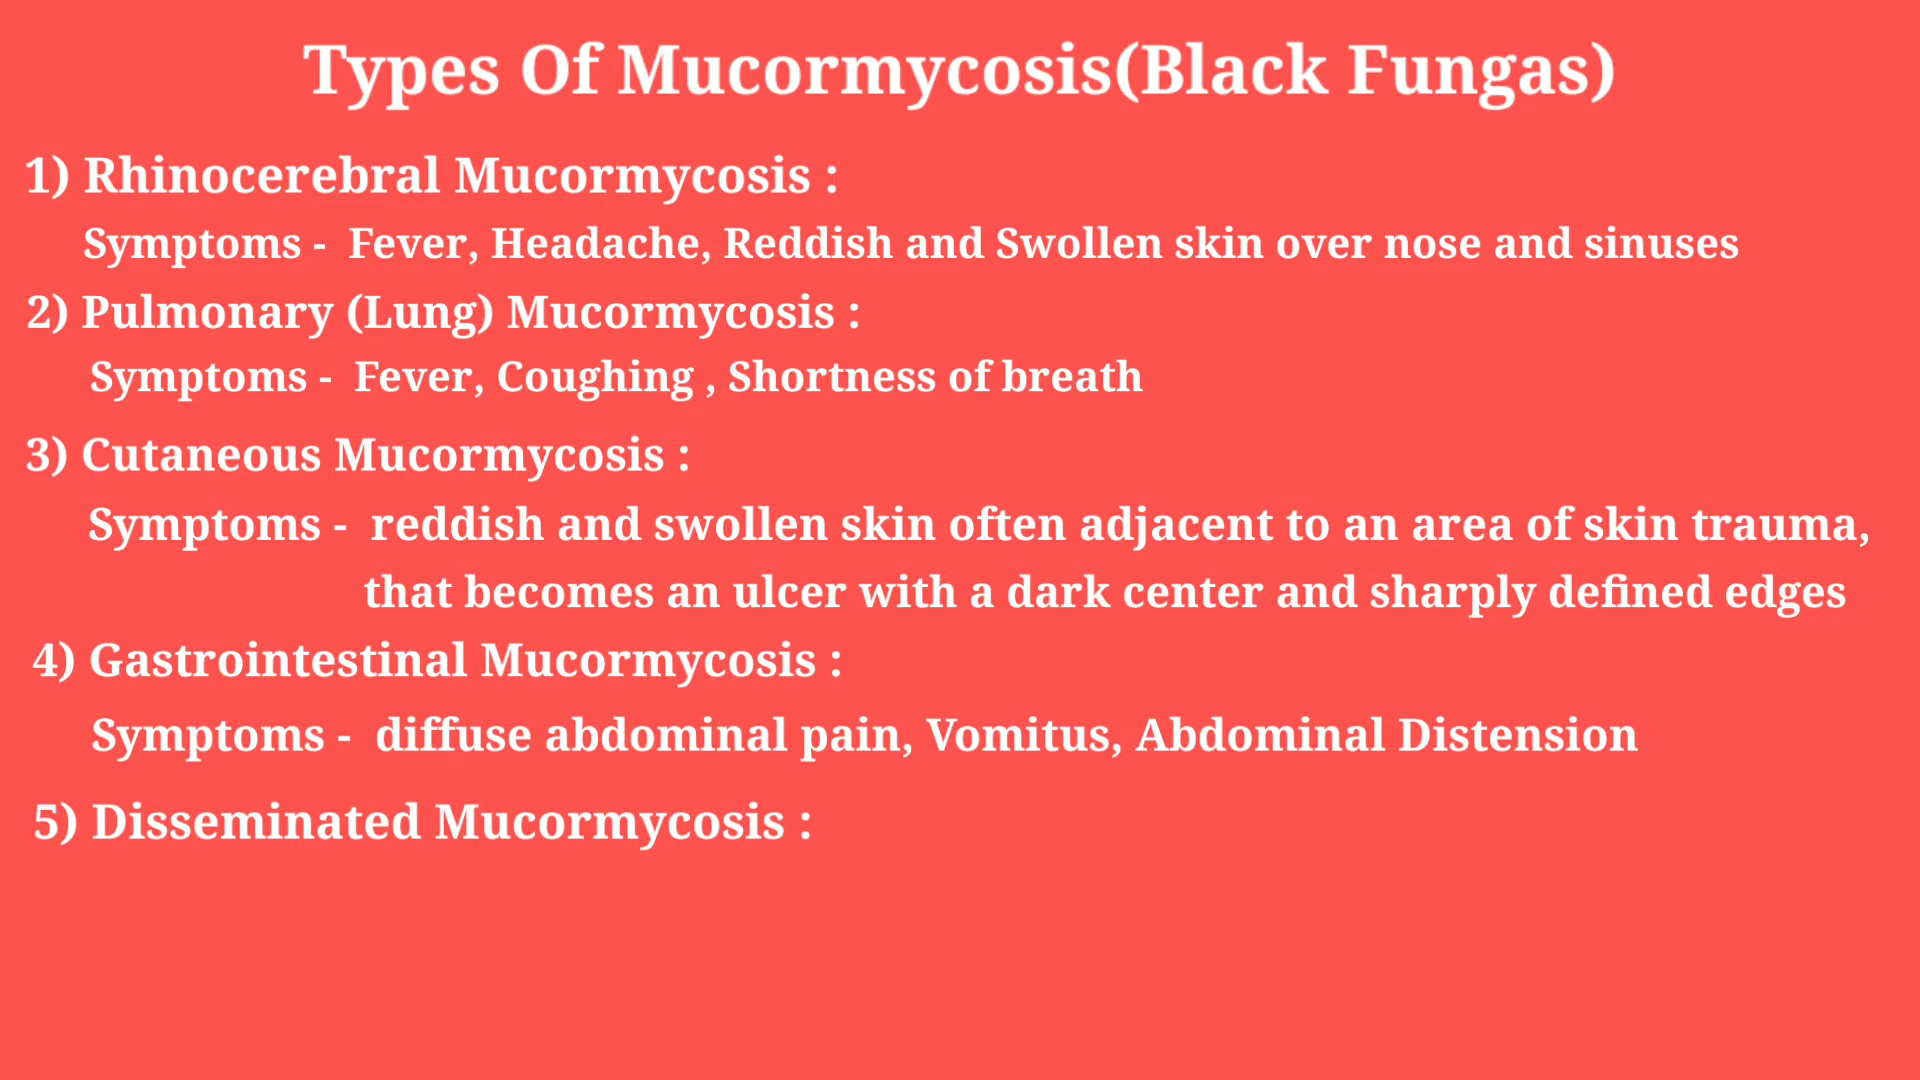 Types Of Mucormycosis(Black Fungas)
1) Rhinocerebral Mucormycosis :
Symptoms - Fever, Headache, Reddish and Swollen skin over nose and sinuses
2) Pulmonary (Lung) Mucormycosis :
Symptoms - Fever, Coughing , Shortness of breath
3) Cutaneous Mucormycosis :
Symptoms - reddish and swollen skin often adjacent to an area of skin trauma,
that becomes an ulcer with a dark center and sharply defined edges
4) Gastrointestinal Mucormycosis :
Symptoms - diffuse abdominal pain, Vomitus, Abdominal Distension
5) Disseminated Mucormycosis :